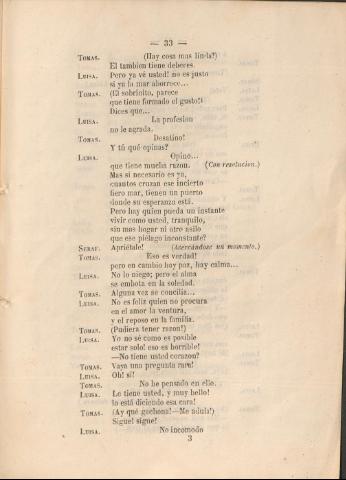 — 33 —
TOMAS. (Hay cosa mas linda!)
El tambien tiene deberes.
LUISA. Pero ya vé usted! no es justo
si ya la mar aborrece...
TOMAS. (El sobrinito, parece
que tiene formado el gusto!)
Dices que...
LUISA. La profesion
no le agrada.
TOMAS. Desatino!
Y tú qué opinas?
LUISA. Opino...
que tiene mucha razon. (Con resolucion.)
Mas si necesario es ya,
cuantos cruzan ese incierto
fiero mar, tienen un puerto
donde su esperanza está.
Pero hay quien pueda un instante
vivir como usted, tranquilo,
sin mas hogar ni otro asilo
que ese piélago inconstante?
SERAF. Apriétale! (Acercándose un momento.)
TOMAS. Eso es verdad!
pero en cambio hay paz, hay calma...
LUISA. No lo niego; pero el alma
se embota en la soledad.
TOMAS. Alguna vez se concilia...
LUISA. No es feliz quien no procura
en el amor la ventura,
y el reposo en la familia.
TOMAS. (Pudiera tener razon!)
LUISA. Yo no sé como es posible
estar solo! eso es horrible!
—No tiene usted corazon?
TOMAS. Vaya una pregunta rara!
LUISA. Oh! sí!
TOMAS. No he pensado en ello.
LUISA. Lo tiene usted, y muy bello!
lo está diciendo esa cara!
TOMAS. (Ay qué gachona!—Me adula!)
Sigue! sigue!
LUISA. No incomodo
3